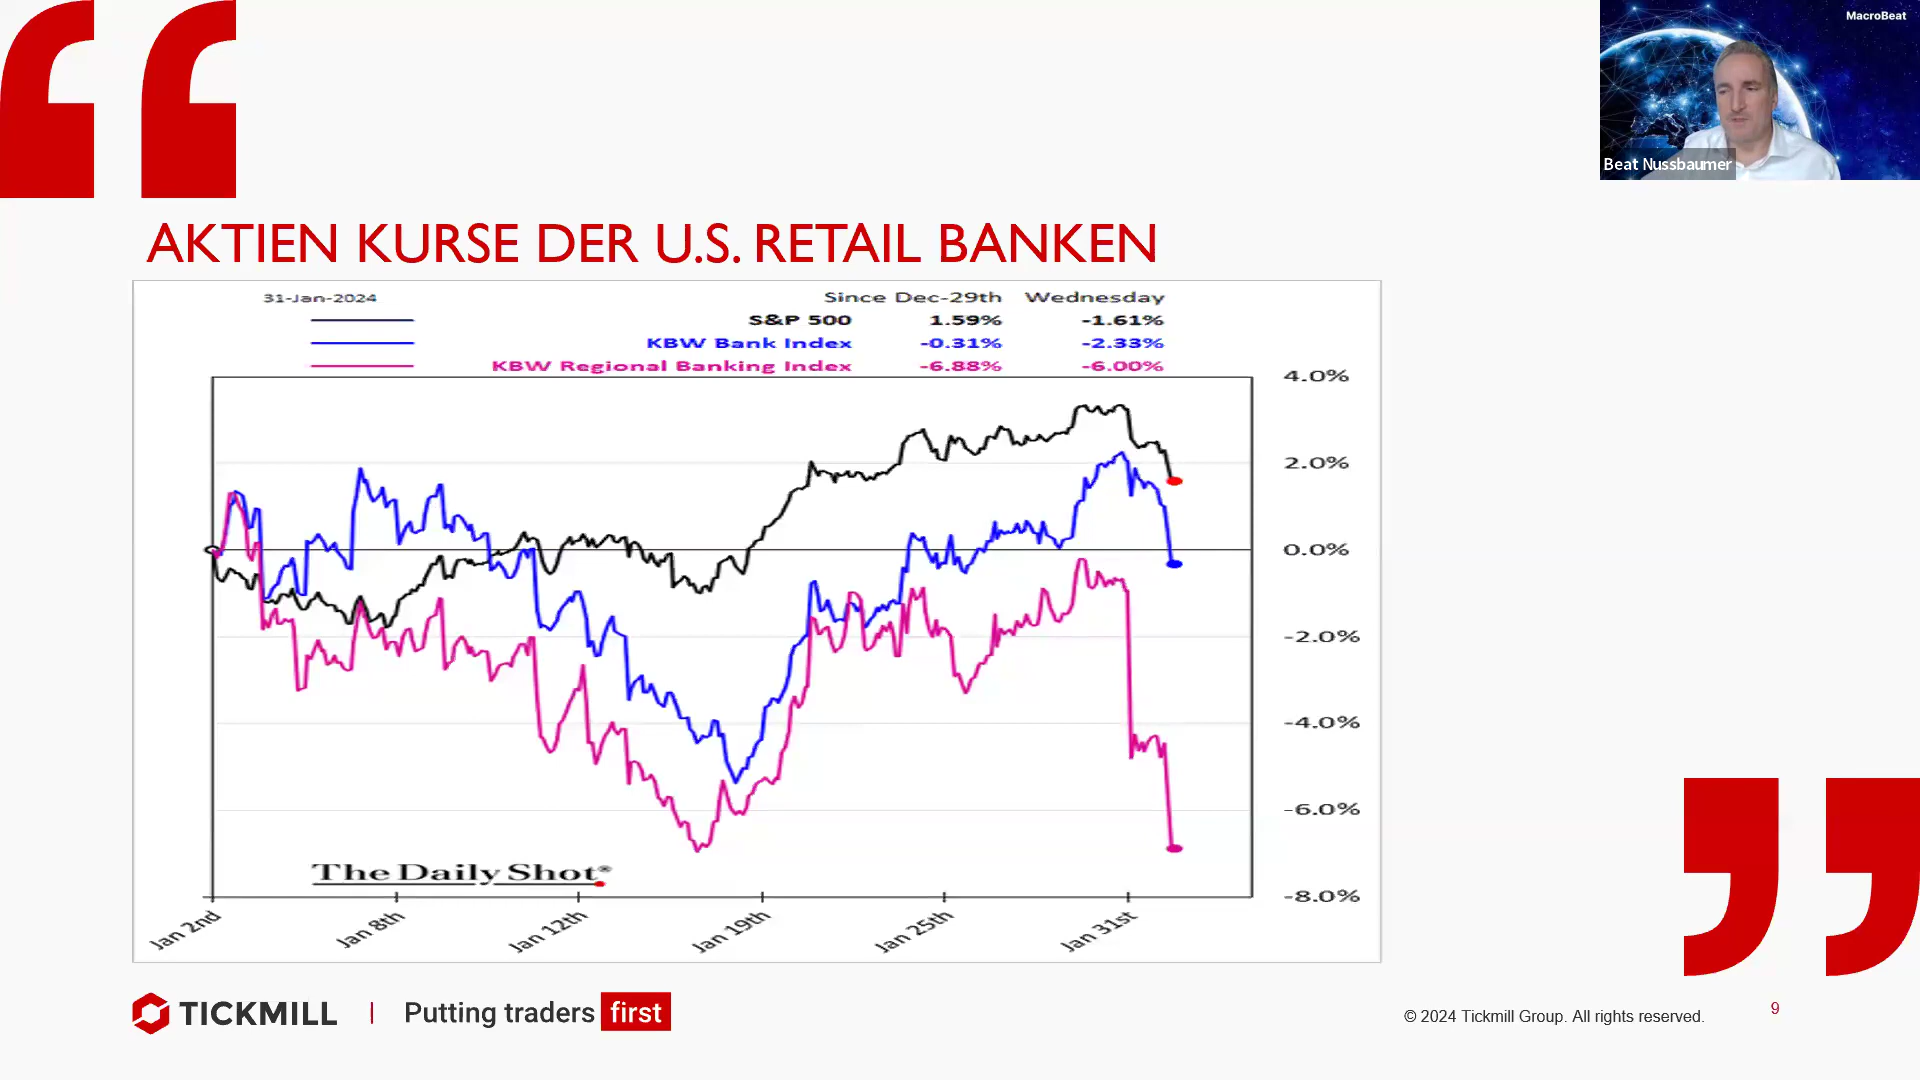 MacroBeat
Beat Nussbaumer
AKTIEN KURSE DER U.S. RETAIL BANKEN
31-Jan-2024 Since Dec-29th Wednesday
S&P 500 1.59% -1.61%
KBW Bank Index -0.31% -2.33%
KBW Regional Banking Index -6.88% -6.00%
4.0%
2.0%
0.0%
-2.0%
-4.0%
-6.0%
-8.0%
The Daily Shot®
Jan 2nd Jan 8th Jan 12th Jan 19th Jan 25th Jan 31st
TICKMILL | Putting traders first
© 2024 Tickmill Group. All rights reserved. 9